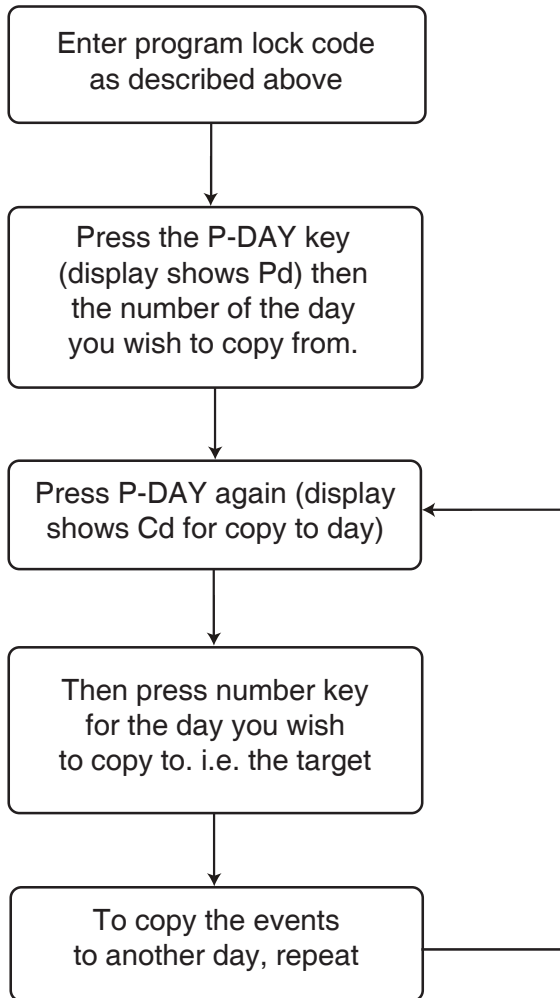 Enter program lock code
as described above
Press the P-DAY key
(display shows Pd) then
the number of the day
you wish to copy from.
Press P-DAY again (display
shows Cd for copy to day)
Then press number key
for the day you wish
to copy to. i.e. the target
To copy the events
to another day, repeat